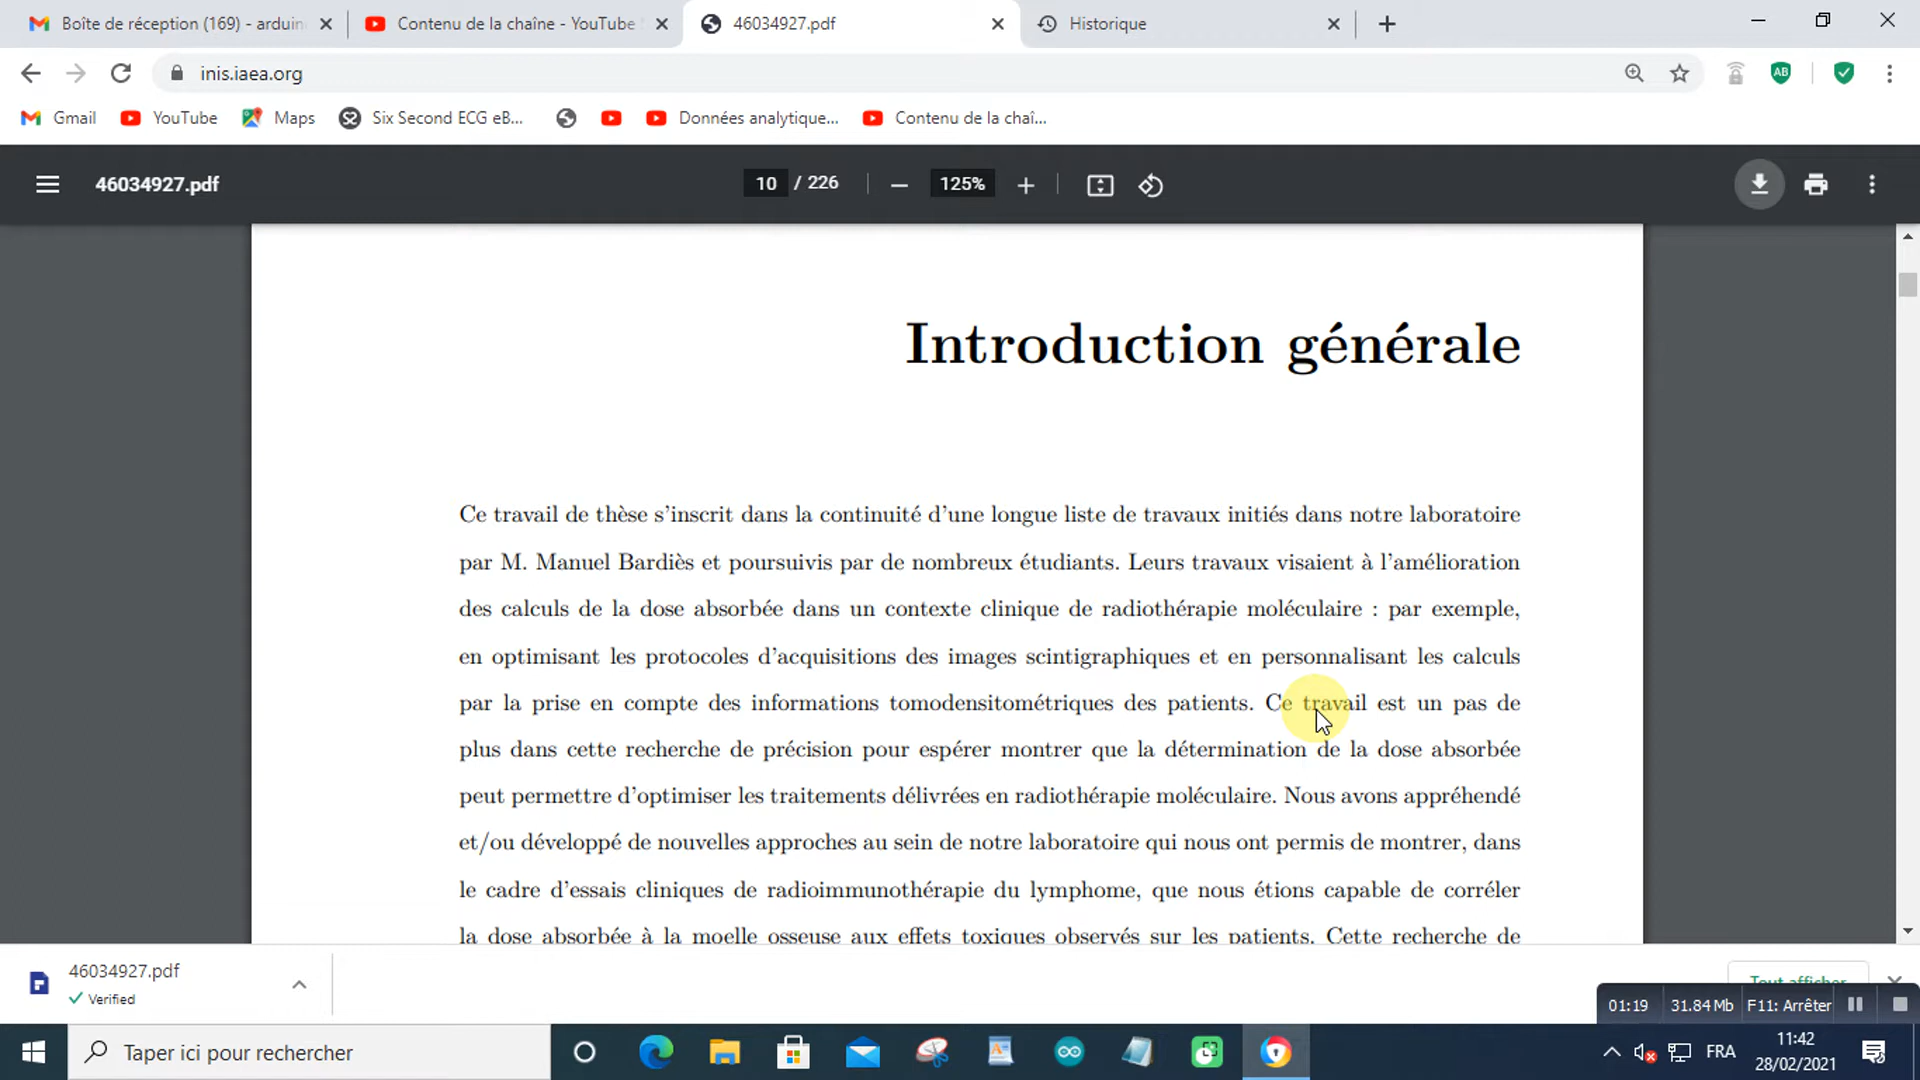 Boîte de réception (169) - arduin
Contenu de la chaîne - YouTube
46034927.pdf
Historique
inis.iaea.org
AB
Gmail
YouTube
Maps
Six Second ECG eB...
Données analytique...
Contenu de la chaî...
46034927.pdf
10 / 226
125%
Introduction générale
Ce travail de thèse s'inscrit dans la continuité d'une longue liste de travaux initiés dans notre laboratoire
par M. Manuel Bardiès et poursuivis par de nombreux étudiants. Leurs travaux visaient à l'amélioration
des calculs de la dose absorbée dans un contexte clinique de radiothérapie moléculaire : par exemple,
en optimisant les protocoles d'acquisitions des images scintigraphiques et en personnalisant les calculs
par la prise en compte des informations tomodensitométriques des patients. Ce travail est un pas de
plus dans cette recherche de précision pour espérer montrer que la détermination de la dose absorbée
peut permettre d'optimiser les traitements délivrées en radiothérapie moléculaire. Nous avons appréhendé
et/ou développé de nouvelles approches au sein de notre laboratoire qui nous ont permis de montrer, dans
le cadre d'essais cliniques de radioimmunothérapie du lymphome, que nous étions capable de corréler
la dose absorbée à la moelle osseuse aux effets toxiques observés sur les patients. Cette recherche de
46034927.pdf
Verified
Tout afficher
01:19
31.84 Mb
F11: Arrêter
Taper ici pour rechercher
FRA
11:42
28/02/2021